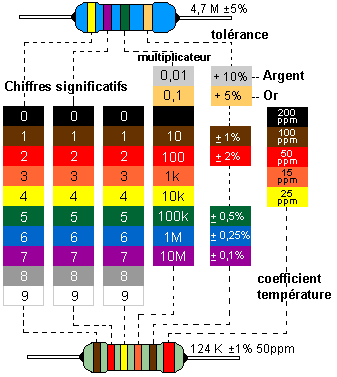 4,7 M ±5%
tolérance
multiplicateur
Chiffres significatifs
0,01 + 10% Argent
0,1 + 5% Or
0 0 0 200 ppm
1 1 1 10 ± 1% 100 ppm
2 2 2 100 ± 2% 50 ppm
3 3 3 1k 15 ppm
4 4 4 10k 25 ppm
5 5 5 100k ± 0,5%
6 6 6 1M ± 0,25%
7 7 7 10M ± 0,1%
8 8 8
9 9 9
coefficient
température
124 K ±1% 50ppm